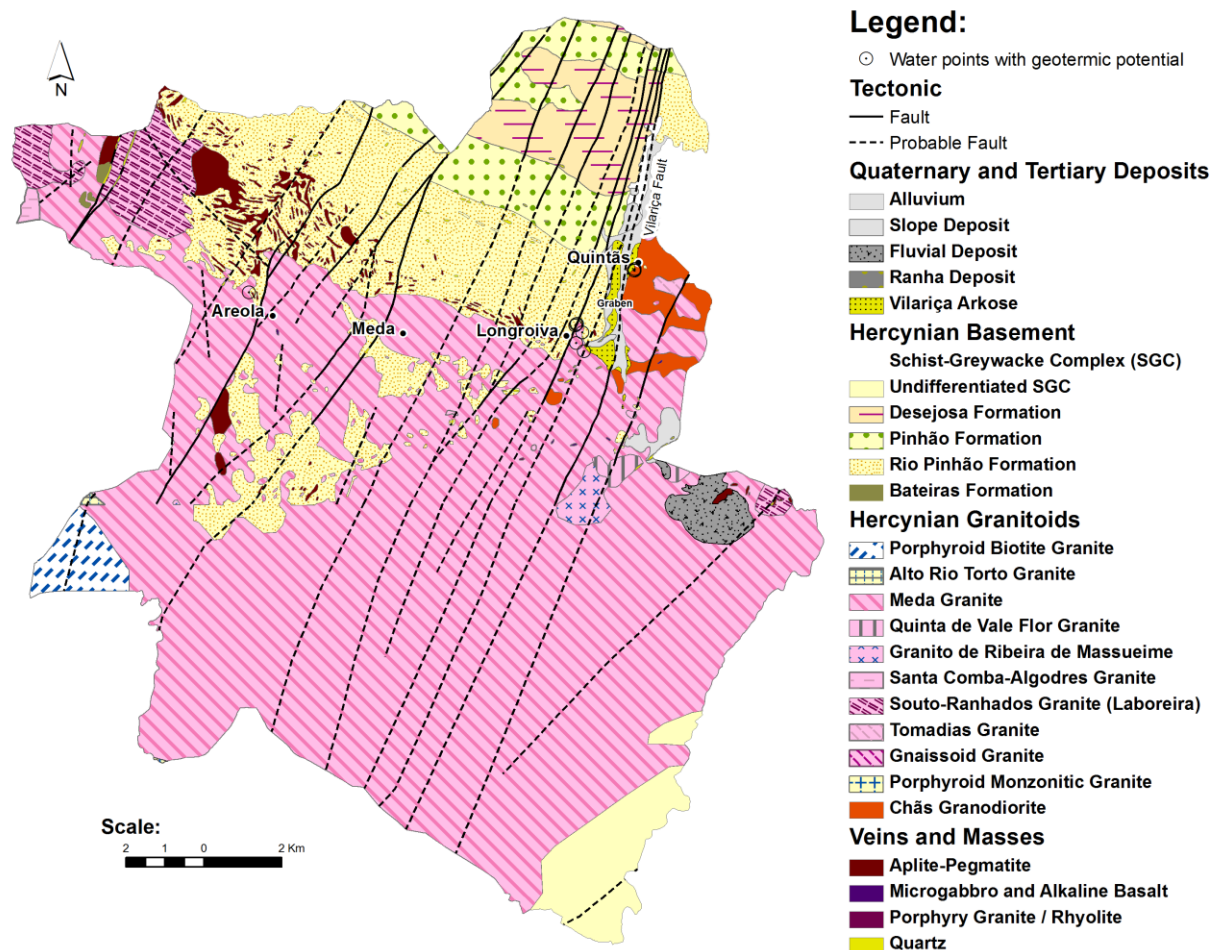 N
Vilariça Fault
Quintãs
Graben
Areola
Meda
Longroiva
Scale:
2 1 0 2 Km
Legend:
Water points with geotermic potential
Tectonic
Fault
Probable Fault
Quaternary and Tertiary Deposits
Alluvium
Slope Deposit
Fluvial Deposit
Ranha Deposit
Vilariça Arkose
Hercynian Basement
Schist-Greywacke Complex (SGC)
Undifferentiated SGC
Desejosa Formation
Pinhão Formation
Rio Pinhão Formation
Bateiras Formation
Hercynian Granitoids
Porphyroid Biotite Granite
Alto Rio Torto Granite
Meda Granite
Quinta de Vale Flor Granite
Granito de Ribeira de Massueime
Santa Comba-Algodres Granite
Souto-Ranhados Granite (Laboreira)
Tomadias Granite
Gnaissoid Granite
Porphyroid Monzonitic Granite
Chãs Granodiorite
Veins and Masses
Aplite-Pegmatite
Microgabbro and Alkaline Basalt
Porphyry Granite / Rhyolite
Quartz